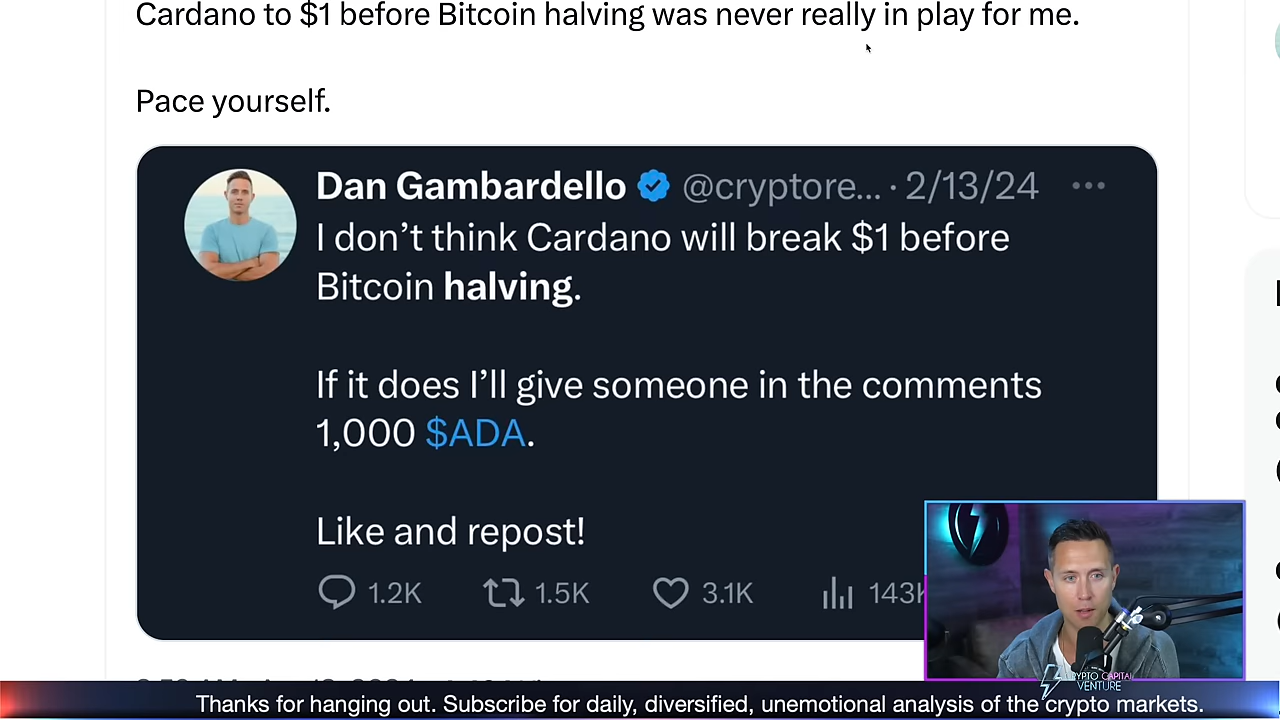 Cardano to $1 before Bitcoin halving was never really in play for me.
Pace yourself.
Dan Gambardello @cryptore... · 2/13/24
I don’t think Cardano will break $1 before
Bitcoin halving.
If it does I’ll give someone in the comments
1,000 $ADA.
Like and repost!
1.2K 1.5K 3.1K 143K
CRYPTO CAPITAL
VENTURE
Thanks for hanging out. Subscribe for daily, diversified, unemotional analysis of the crypto markets.